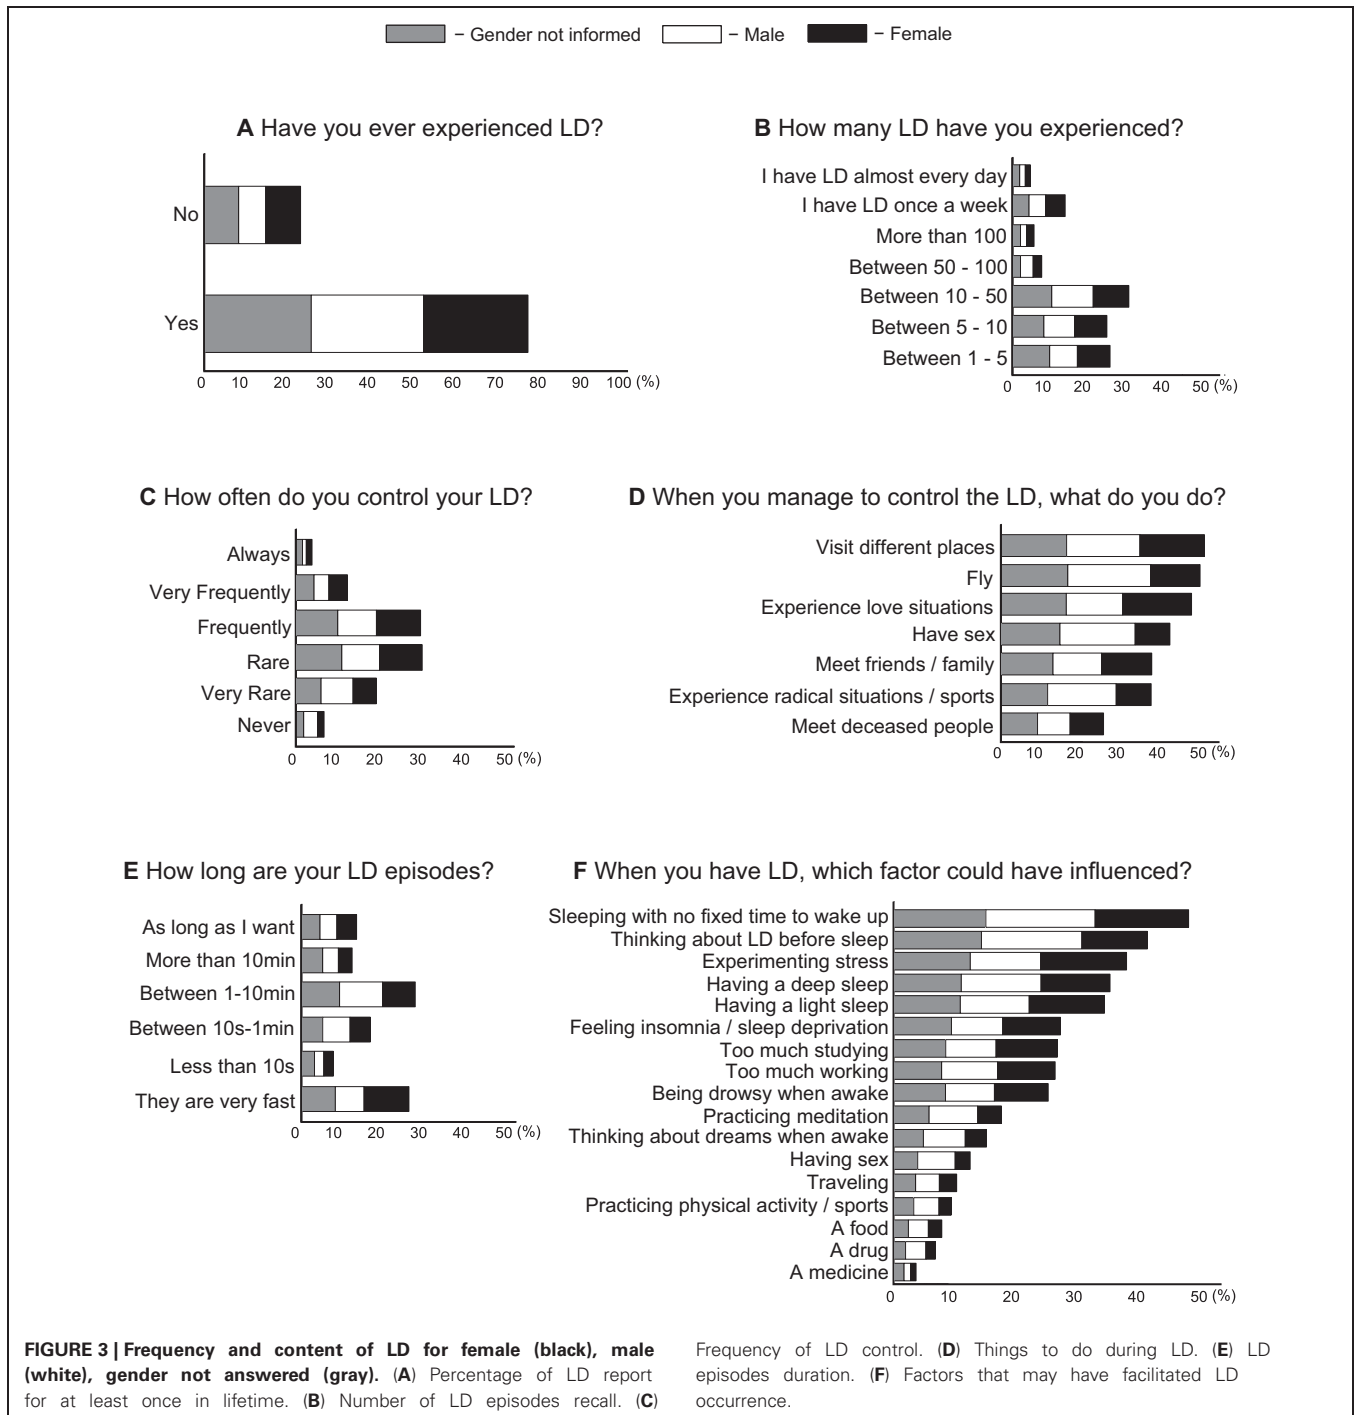 – Gender not informed – Male – Female
A Have you ever experienced LD?
No
Yes
0 10 20 30 40 50 60 70 80 90 100 (%)
B How many LD have you experienced?
I have LD almost every day
I have LD once a week
More than 100
Between 50 - 100
Between 10 - 50
Between 5 - 10
Between 1 - 5
0 10 20 30 40 50 (%)
C How often do you control your LD?
Always
Very Frequently
Frequently
Rare
Very Rare
Never
0 10 20 30 40 50 (%)
D When you manage to control the LD, what do you do?
Visit different places
Fly
Experience love situations
Have sex
Meet friends / family
Experience radical situations / sports
Meet deceased people
0 10 20 30 40 50 (%)
E How long are your LD episodes?
As long as I want
More than 10min
Between 1-10min
Between 10s-1min
Less than 10s
They are very fast
0 10 20 30 40 50 (%)
F When you have LD, which factor could have influenced?
Sleeping with no fixed time to wake up
Thinking about LD before sleep
Experimenting stress
Having a deep sleep
Having a light sleep
Feeling insomnia / sleep deprivation
Too much studying
Too much working
Being drowsy when awake
Practicing meditation
Thinking about dreams when awake
Having sex
Traveling
Practicing physical activity / sports
A food
A drug
A medicine
0 10 20 30 40 50 (%)
FIGURE 3 | Frequency and content of LD for female (black), male
(white), gender not answered (gray). (A) Percentage of LD report
for at least once in lifetime. (B) Number of LD episodes recall. (C)
Frequency of LD control. (D) Things to do during LD. (E) LD
episodes duration. (F) Factors that may have facilitated LD
occurrence.